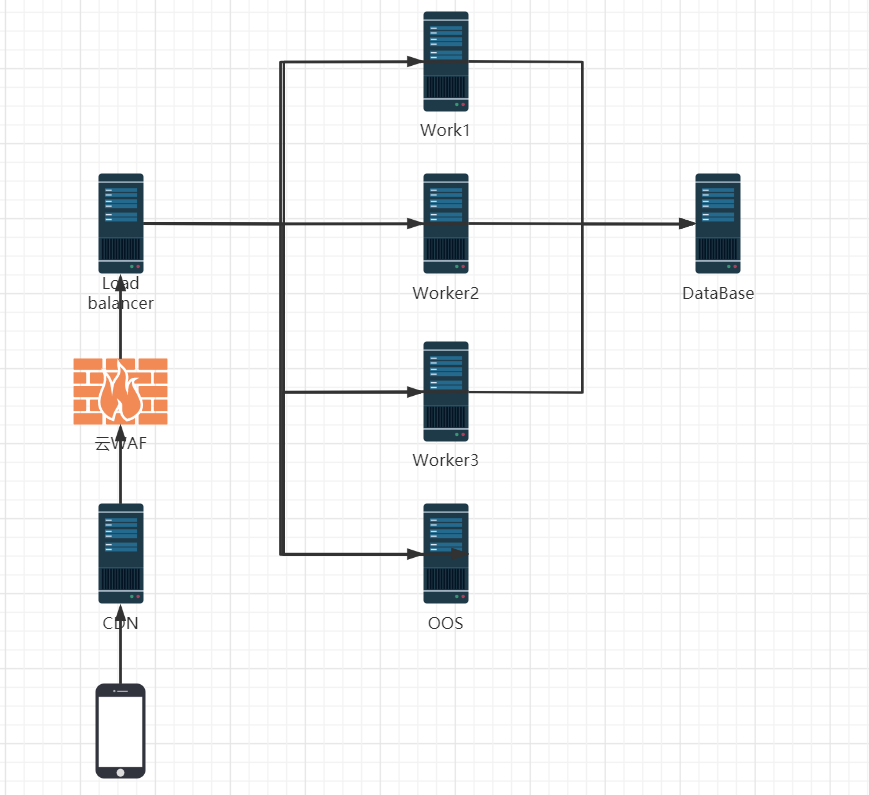 Work1
Load
balancer
Worker2
DataBase
云WAF
Worker3
CDN
OOS